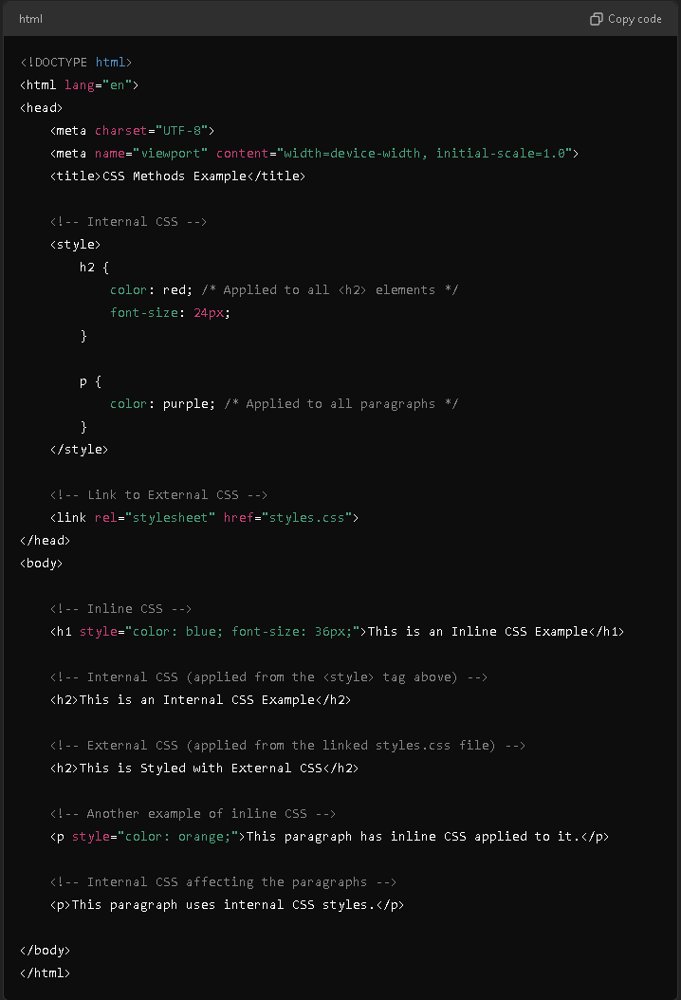 html
Copy code
<!DOCTYPE html>
<html lang="en">
<head>
    <meta charset="UTF-8">
    <meta name="viewport" content="width=device-width, initial-scale=1.0">
    <title>CSS Methods Example</title>

    <!-- Internal CSS -->
    <style>
        h2 {
            color: red; /* Applied to all <h2> elements */
            font-size: 24px;
        }

        p {
            color: purple; /* Applied to all paragraphs */
        }
    </style>

    <!-- Link to External CSS -->
    <link rel="stylesheet" href="styles.css">
</head>
<body>

    <!-- Inline CSS -->
    <h1 style="color: blue; font-size: 36px;">This is an Inline CSS Example</h1>

    <!-- Internal CSS (applied from the <style> tag above) -->
    <h2>This is an Internal CSS Example</h2>

    <!-- External CSS (applied from the linked styles.css file) -->
    <h2>This is Styled with External CSS</h2>

    <!-- Another example of inline CSS -->
    <p style="color: orange;">This paragraph has inline CSS applied to it.</p>

    <!-- Internal CSS affecting the paragraphs -->
    <p>This paragraph uses internal CSS styles.</p>

</body>
</html>